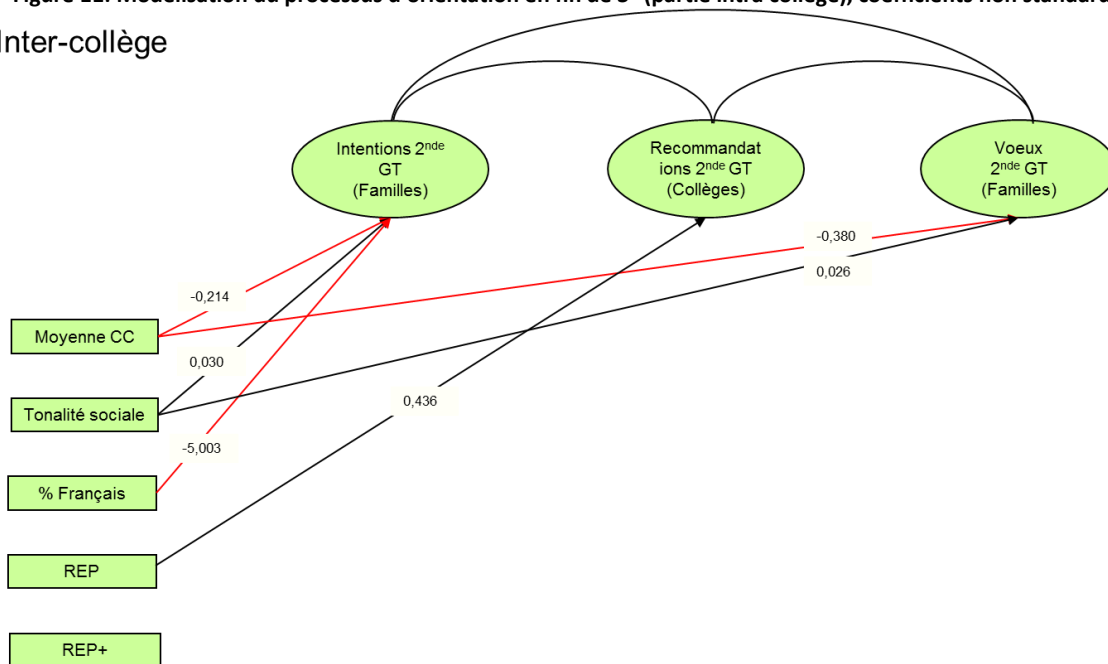 Inter-collège
Intentions 2nde
GT
(Familles)
Recommandat
ions 2nde GT
(Collèges)
Voeux
2nde GT
(Familles)
-0,380
0,026
-0,214
Moyenne CC
0,030
0,436
Tonalité sociale
-5,003
% Français
REP
REP+